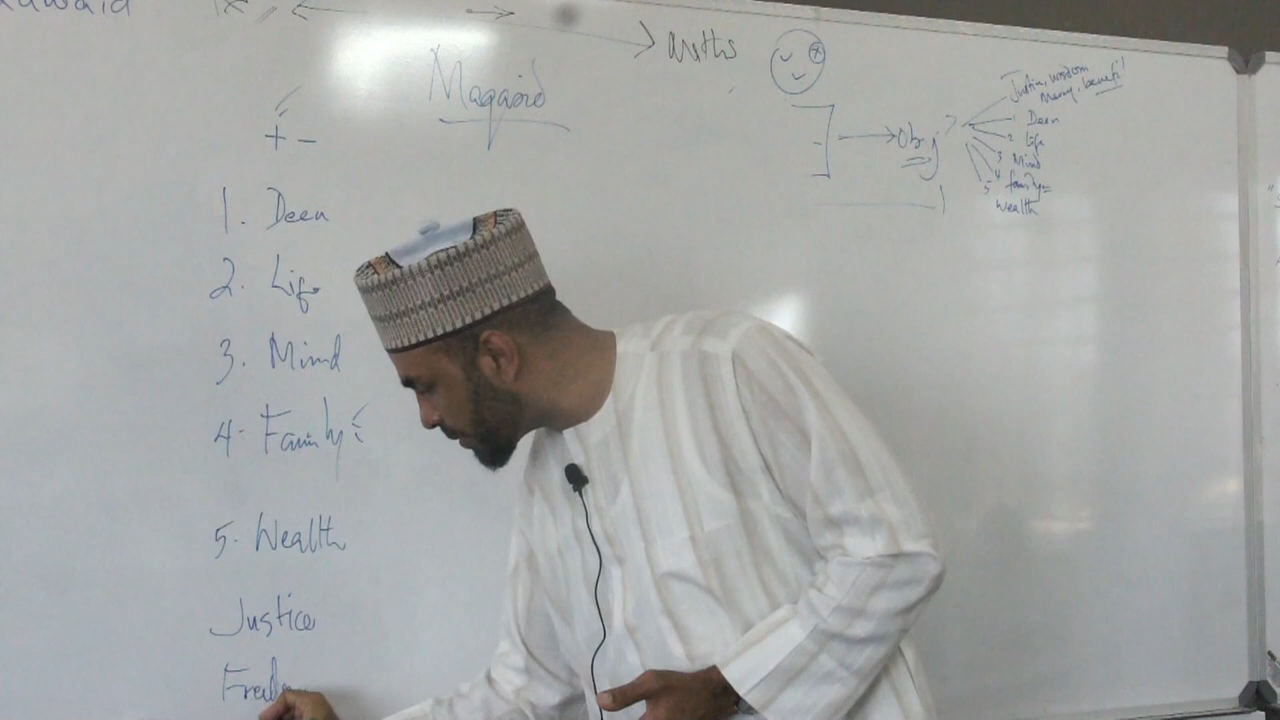 Maqasid
+ -
1. Deen
2. Life
3. Mind
4. Family
5. Wealth
Justice
Obj
Justice, wisdom
Mercy, benefit
1 Deen
2 Life
3 Mind
4 family
5 wealth